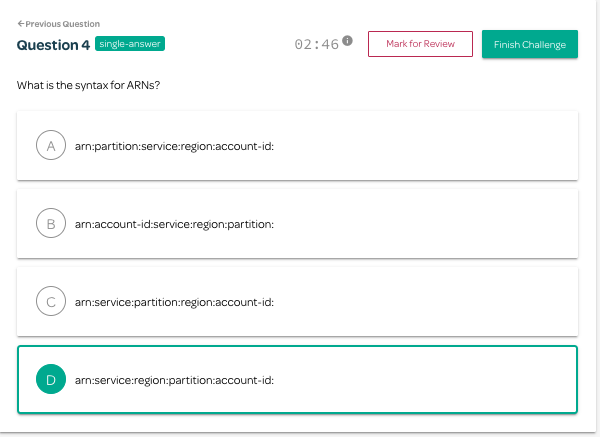 ←Previous Question
Question 4 single-answer 02:46 i Mark for Review Finish Challenge
What is the syntax for ARNs?
A arn:partition:service:region:account-id:
B arn:account-id:service:region:partition:
C arn:service:partition:region:account-id:
D arn:service:region:partition:account-id: